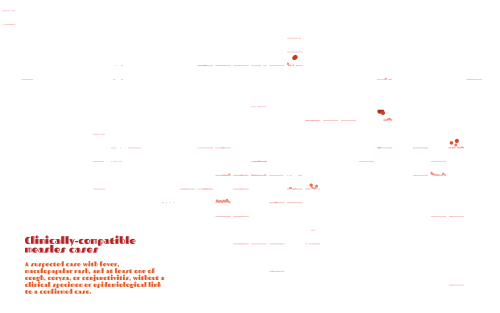 Clinically-compatible
measles cases
A suspected case with fever,
maculopapular rash, and at least one of
cough, coryza, or conjunctivitis, without a
clinical specimen or epidemiological link
to a confirmed case.